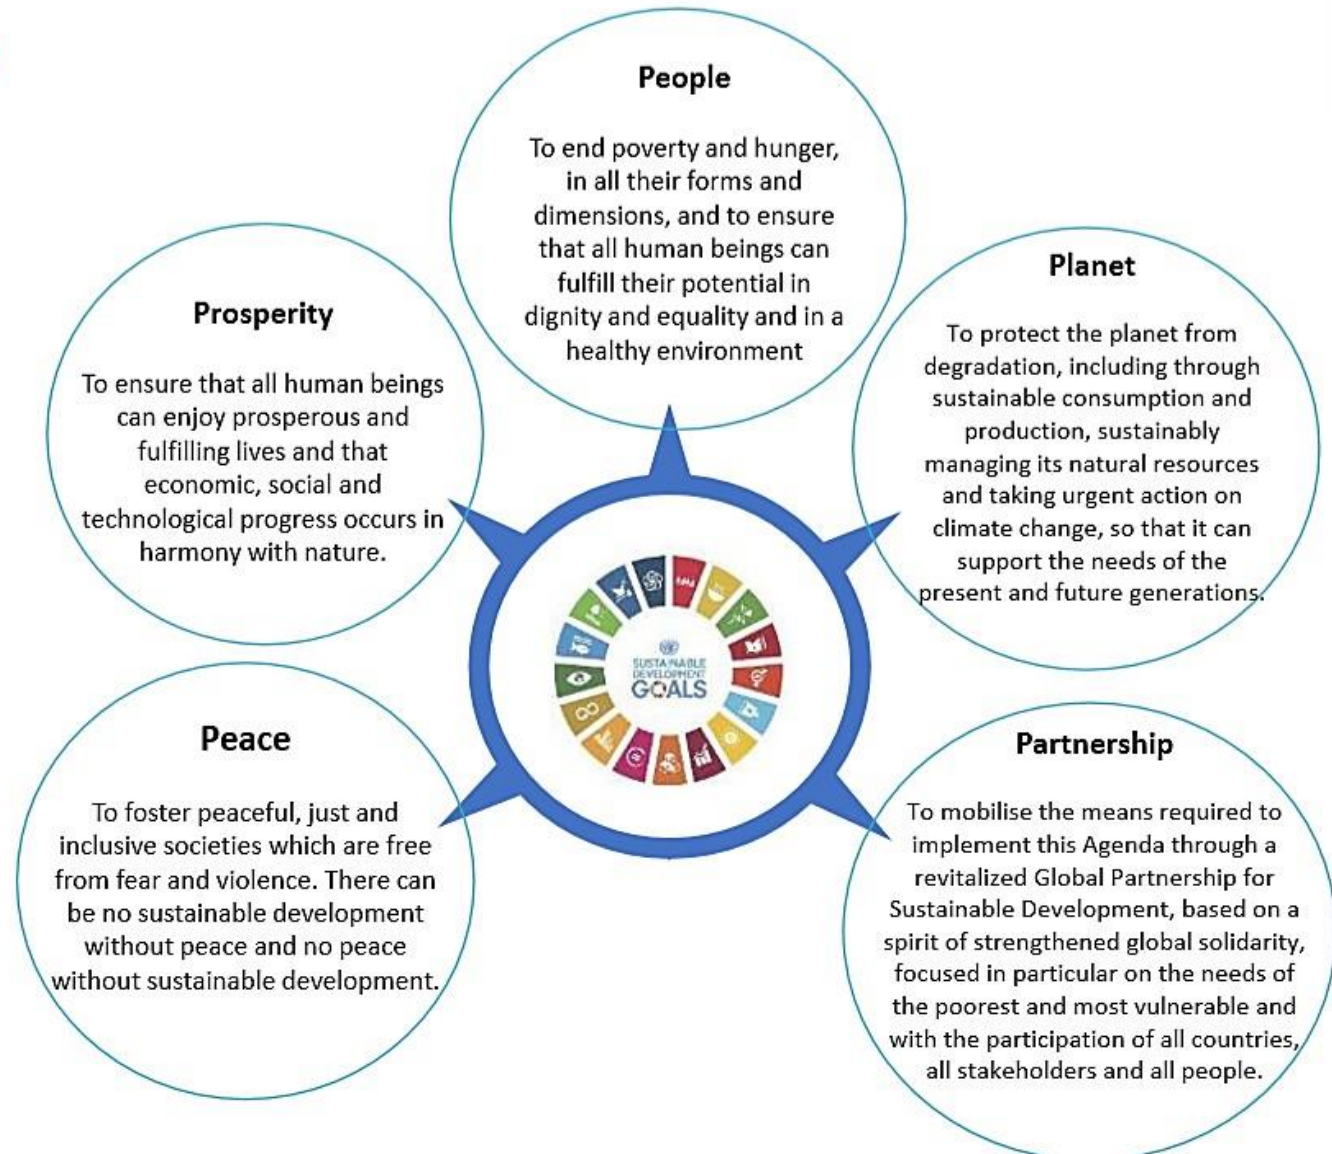 People
To end poverty and hunger,
in all their forms and
dimensions, and to ensure
that all human beings can
fulfill their potential in
dignity and equality and in a
healthy environment
Planet
To protect the planet from
degradation, including through
sustainable consumption and
production, sustainably
managing its natural resources
and taking urgent action on
climate change, so that it can
support the needs of the
present and future generations.
Prosperity
To ensure that all human beings
can enjoy prosperous and
fulfilling lives and that
economic, social and
technological progress occurs in
harmony with nature.
SUSTAINABLE
DEVELOPMENT
GOALS
Peace
To foster peaceful, just and
inclusive societies which are free
from fear and violence. There can
be no sustainable development
without peace and no peace
without sustainable development.
Partnership
To mobilise the means required to
implement this Agenda through a
revitalized Global Partnership for
Sustainable Development, based on a
spirit of strengthened global solidarity,
focused in particular on the needs of
the poorest and most vulnerable and
with the participation of all countries,
all stakeholders and all people.